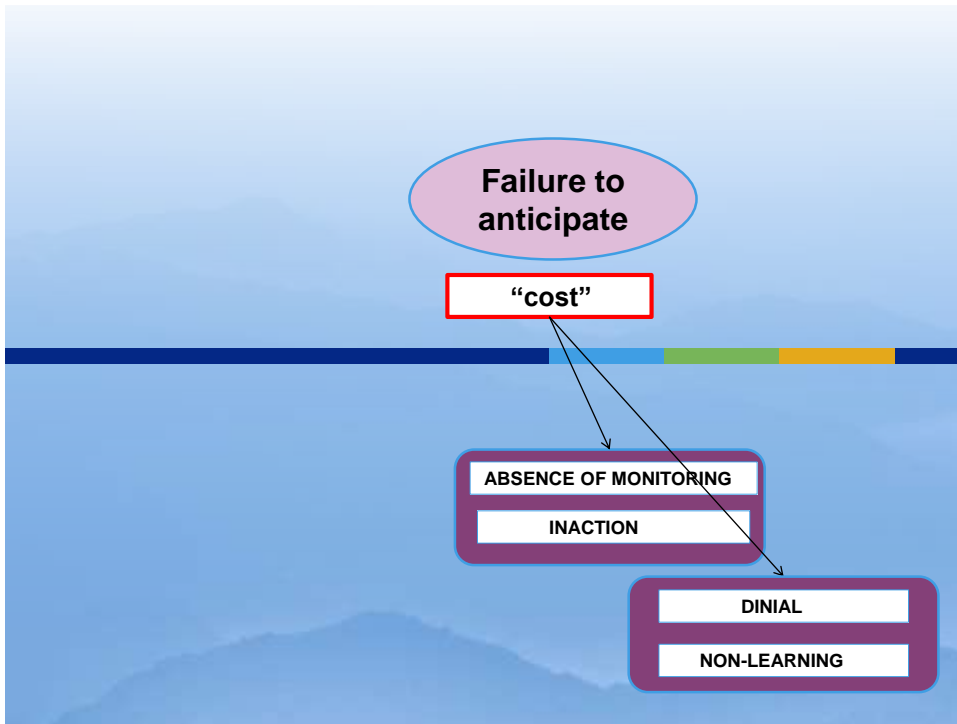 Failure to
anticipate
“cost”
ABSENCE OF MONITORING
INACTION
DINIAL
NON-LEARNING